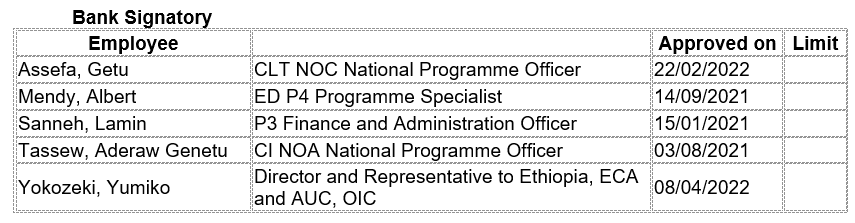 Bank Signatory
Employee Approved on Limit
Assefa, Getu CLT NOC National Programme Officer 22/02/2022
Mendy, Albert ED P4 Programme Specialist 14/09/2021
Sanneh, Lamin P3 Finance and Administration Officer 15/01/2021
Tassew, Aderaw Genetu CI NOA National Programme Officer 03/08/2021
Yokozeki, Yumiko Director and Representative to Ethiopia, ECA 08/04/2022
and AUC, OIC